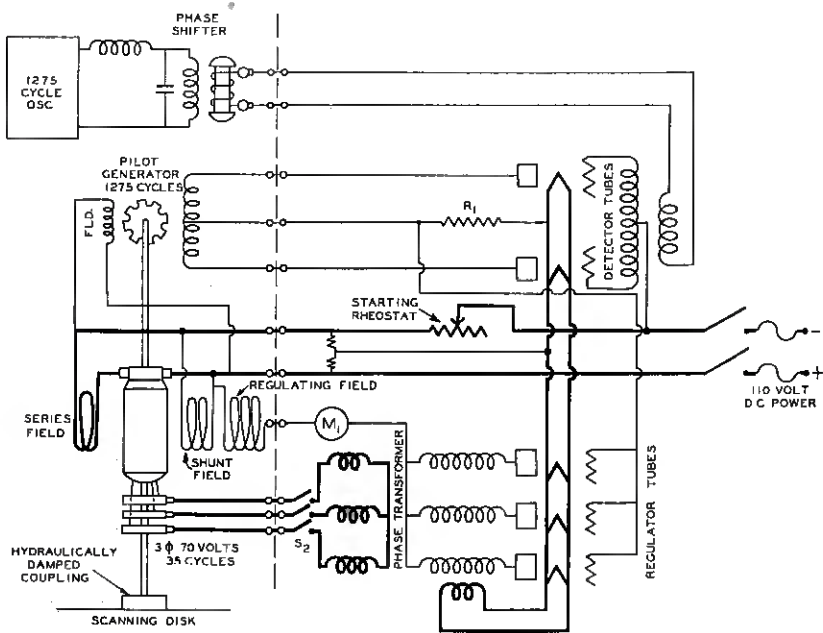 PHASE
SHIFTER
1275
CYCLE
OSC
PILOT
GENERATOR
1275 CYCLES
FLD.
R1
DETECTOR TUBES
STARTING
RHEOSTAT
-
+
110 VOLT
D C POWER
REGULATING FIELD
SERIES
FIELD
SHUNT
FIELD
M1
PHASE TRANSFORMER
REGULATOR TUBES
3 ϕ 70 VOLTS
35 CYCLES
S2
HYDRAULICALLY
DAMPED
COUPLING
SCANNING DISK